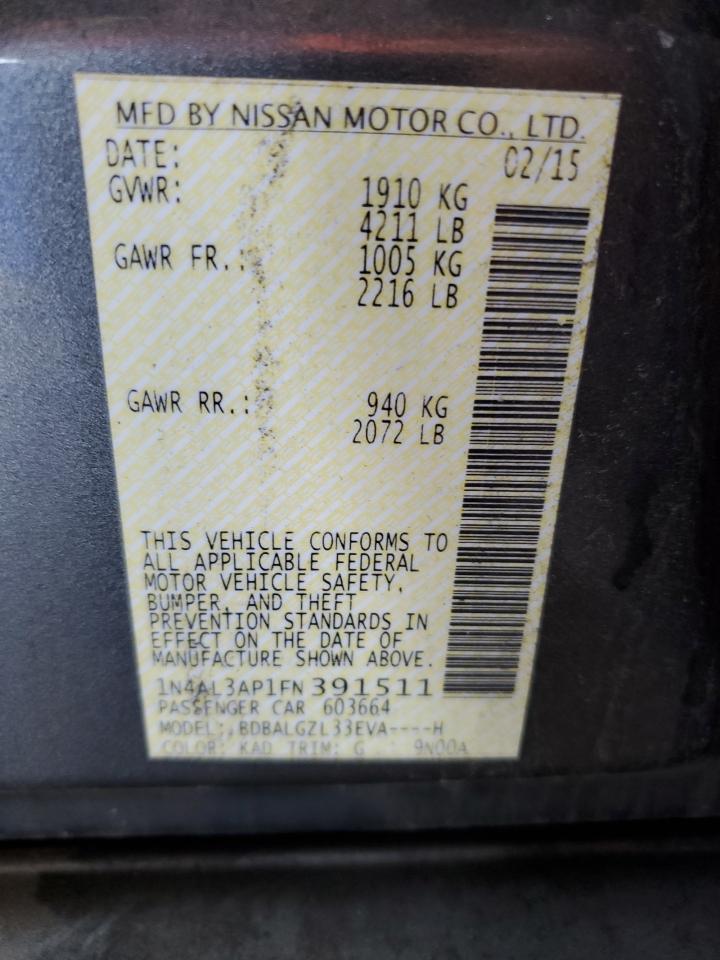 MFD BY NISSAN MOTOR CO., LTD.
DATE: 02/15
GVWR: 1910 KG
4211 LB
GAWR FR.: 1005 KG
2216 LB
GAWR RR.: 940 KG
2072 LB
THIS VEHICLE CONFORMS TO
ALL APPLICABLE FEDERAL
MOTOR VEHICLE SAFETY,
BUMPER, AND THEFT
PREVENTION STANDARDS IN
EFFECT ON THE DATE OF
MANUFACTURE SHOWN ABOVE.
1N4AL3AP1FN391511
PASSENGER CAR 603664
MODEL: BDBALGZL33EVA----H
COLOR: KAD TRIM: G 9N00A